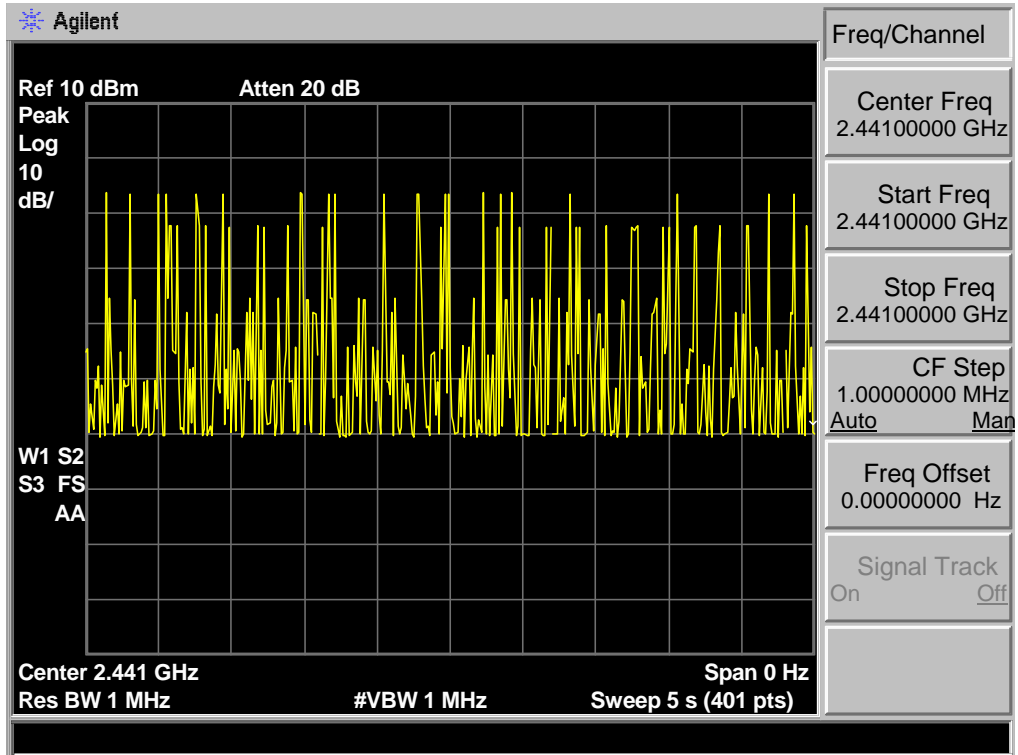 Agilent
Freq/Channel
Ref 10 dBm Atten 20 dB
Peak
Log
10
dB/
W1 S2
S3 FS
AA
Center 2.441 GHz Span 0 Hz
Res BW 1 MHz #VBW 1 MHz Sweep 5 s (401 pts)
Center Freq
2.44100000 GHz
Start Freq
2.44100000 GHz
Stop Freq
2.44100000 GHz
CF Step
1.00000000 MHz
Auto Man
Freq Offset
0.00000000 Hz
Signal Track
On Off